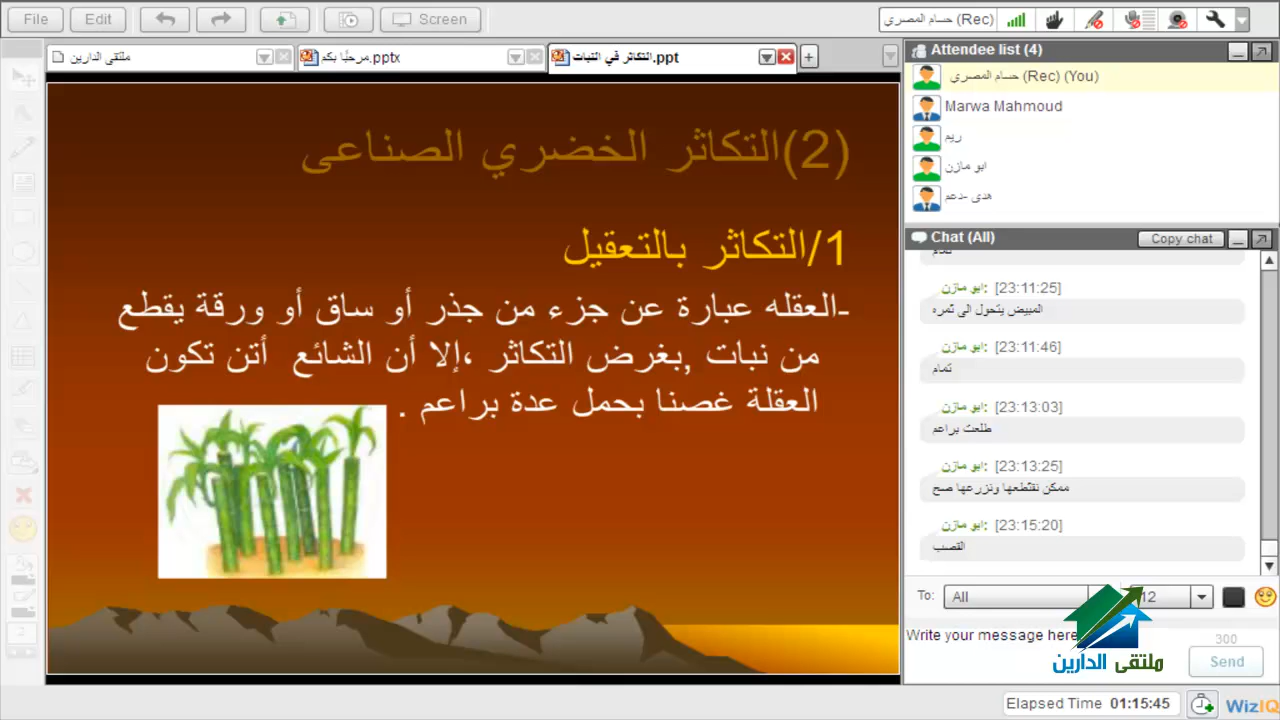 File
Edit
Screen
حسام المصري (Rec)
ملتقى الدارين
مرحبًا بكم.pptx
التكاثر في النبات.ppt
(2)التكاثر الخضري الصناعى
1/التكاثر بالتعقيل
-العقله عبارة عن جزء من جذر أو ساق أو ورقة يقطع
من نبات ,بغرض التكاثر ،إلا أن الشائع أتن تكون
العقلة غصنا بحمل عدة براعم .
Attendee list (4)
حسام المصري (Rec) (You)
Marwa Mahmoud
ريم
ابو مازن
هدى -دعم
Chat (All)
Copy chat
تمام
ابو مازن: [23:11:25]
المبيض يتحول الى ثمره
ابو مازن: [23:11:46]
تمام
ابو مازن: [23:13:03]
طلعت براعم
ابو مازن: [23:13:25]
ممكن نقتطعها ونزرعها صح
ابو مازن: [23:15:20]
القصب
To:
All
12
Write your message here
300
Send
ملتقى الدارين
Elapsed Time 01:15:45
WizIQ